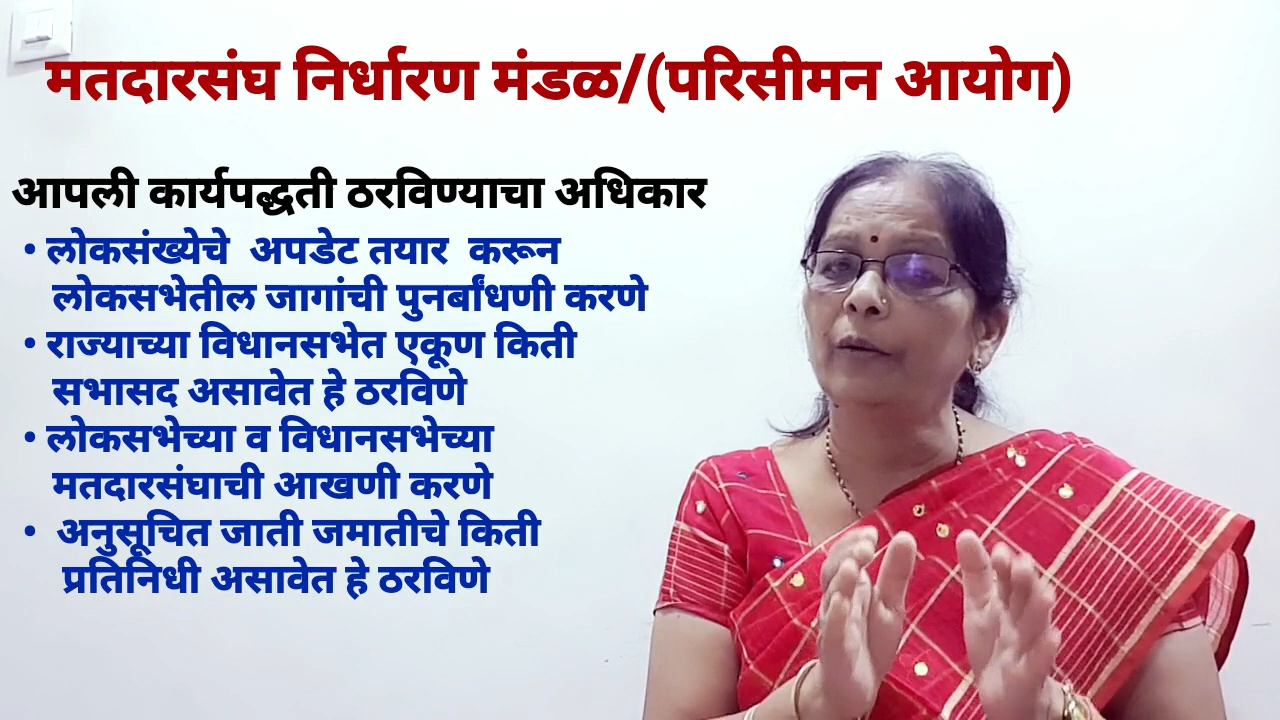 मतदारसंघ निर्धारण मंडळ/(परिसीमन आयोग)
आपली कार्यपद्धती ठरविण्याचा अधिकार
• लोकसंख्येचे अपडेट तयार करून
लोकसभेतील जागांची पुनर्बांधणी करणे
• राज्याच्या विधानसभेत एकूण किती
सभासद असावेत हे ठरविणे
• लोकसभेच्या व विधानसभेच्या
मतदारसंघाची आखणी करणे
• अनुसूचित जाती जमातीचे किती
प्रतिनिधी असावेत हे ठरविणे